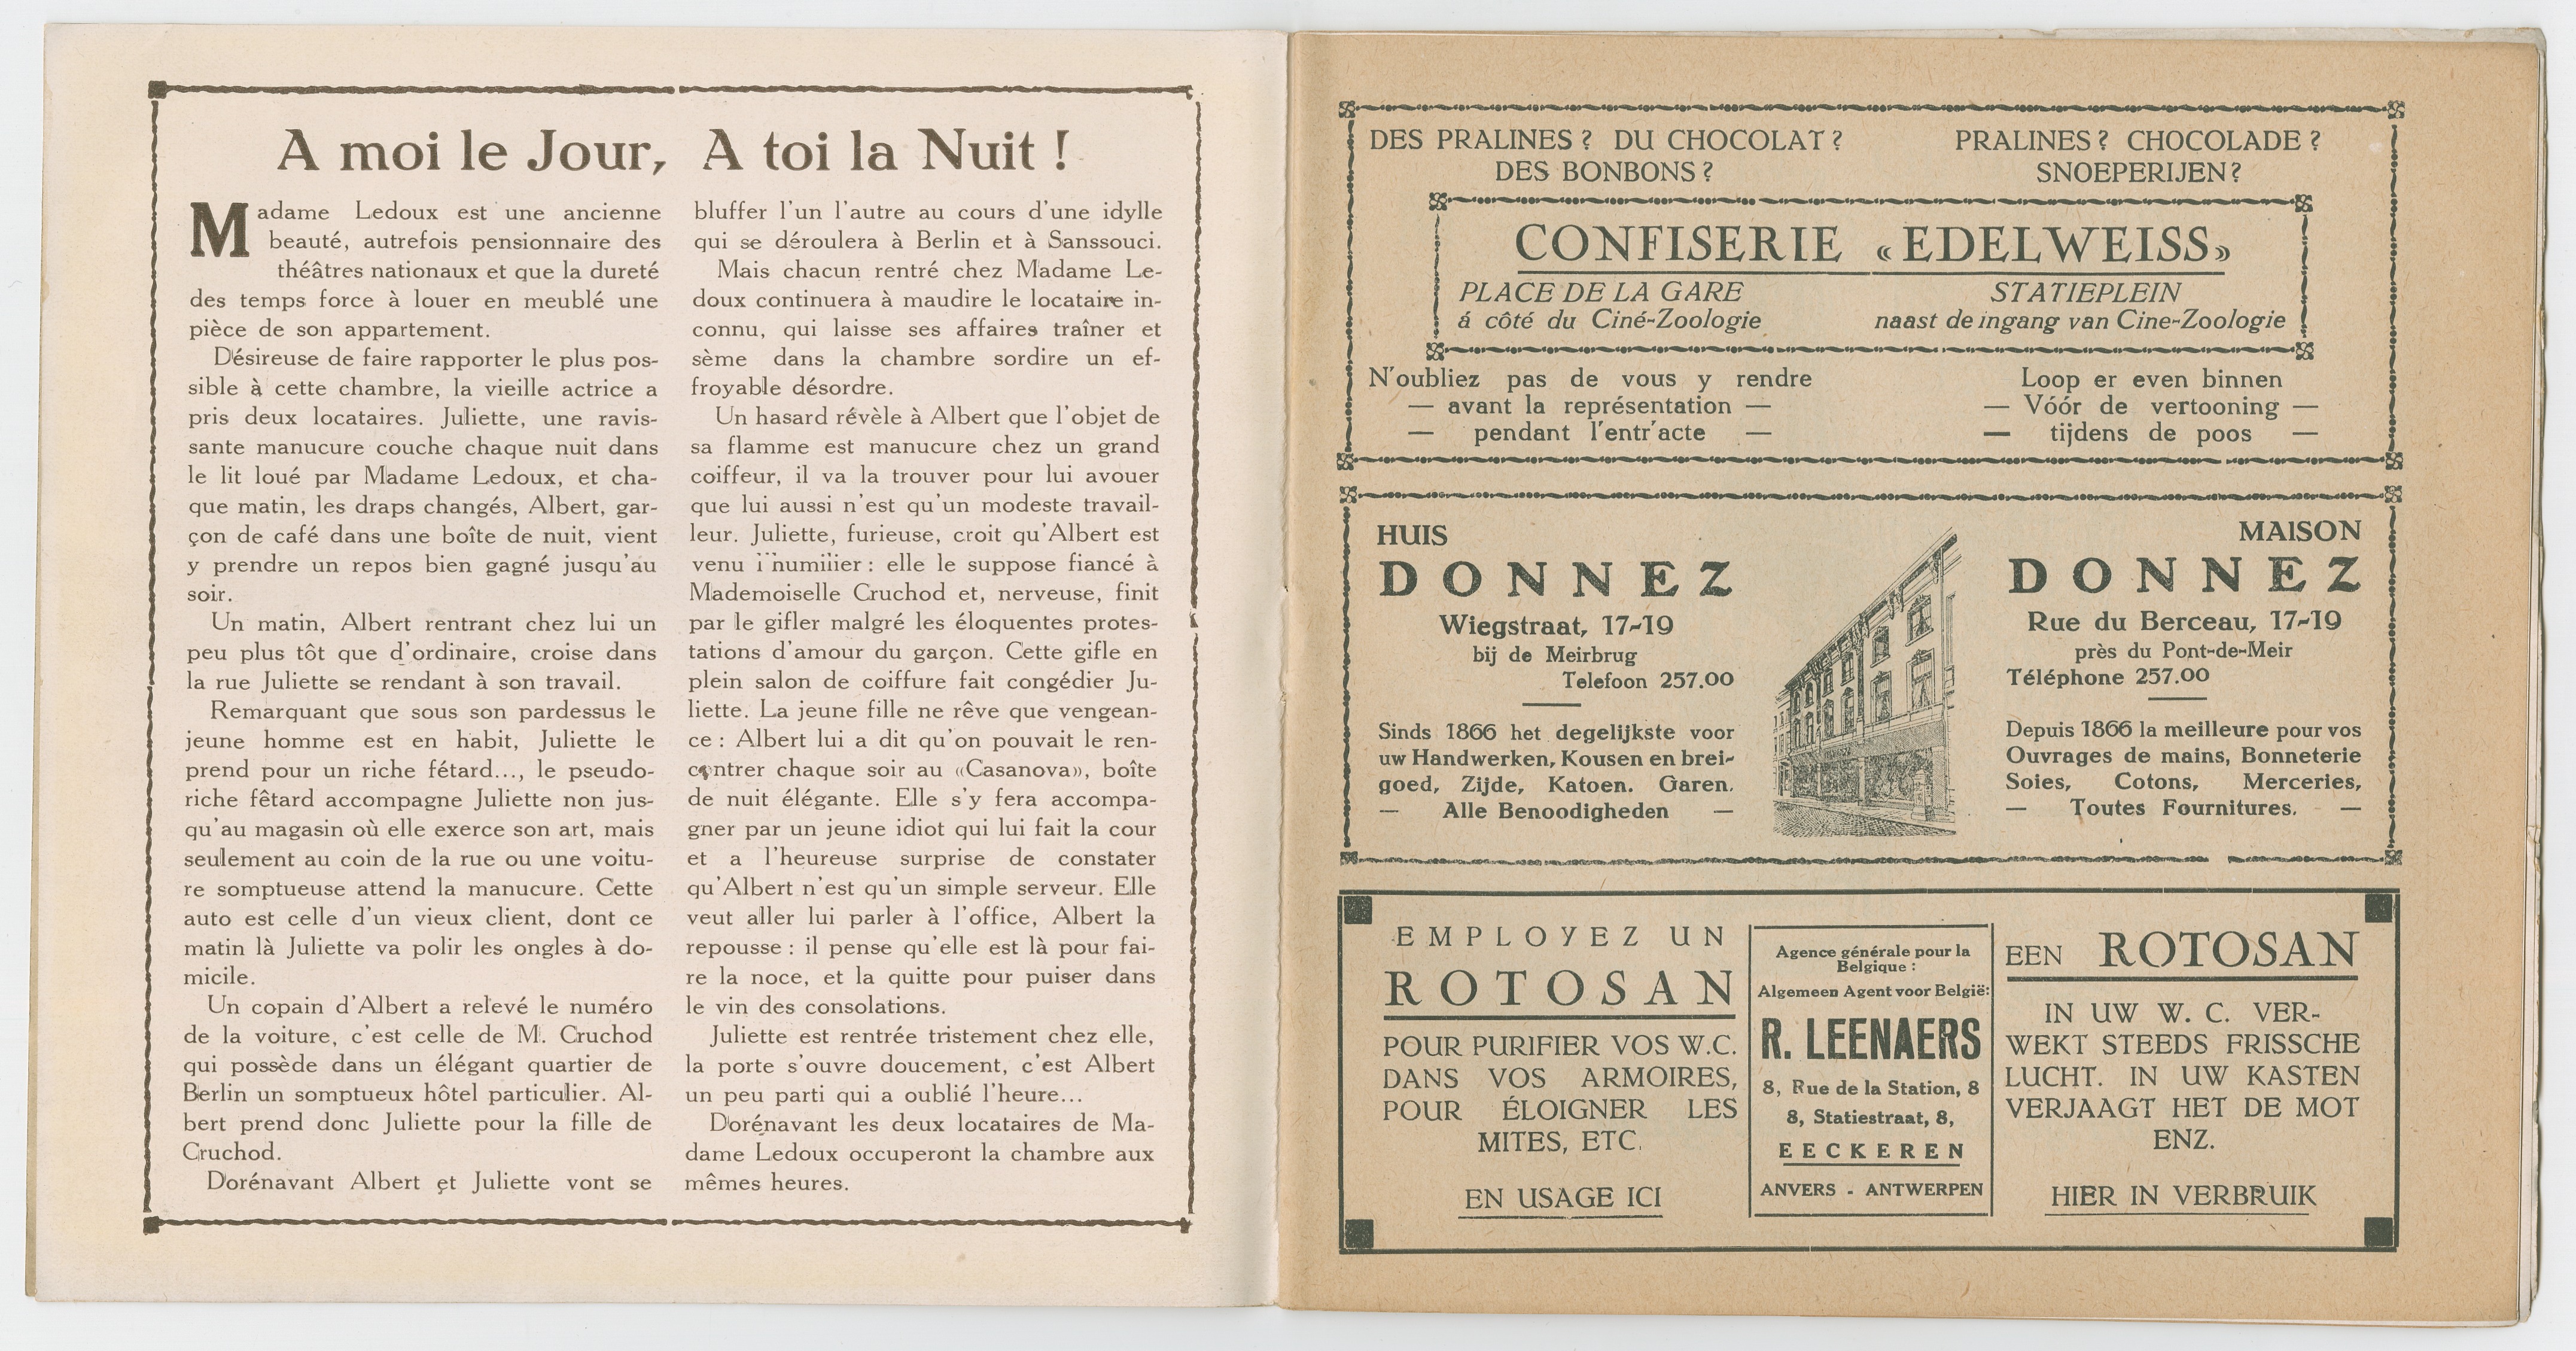 A moi le Jour, A toi la Nuit !
Madame Ledoux est une ancienne
beauté, autrefois pensionnaire des
théâtres nationaux et que la dureté
des temps force à louer en meublé une
pièce de son appartement.
Désireuse de faire rapporter le plus pos-
sible à cette chambre, la vieille actrice a
pris deux locataires. Juliette, une ravis-
sante manucure couche chaque nuit dans
le lit loué par Madame Ledoux, et cha-
que matin, les draps changés, Albert, gar-
çon de café dans une boîte de nuit, vient
y prendre un repos bien gagné jusqu'au
soir.
Un matin, Albert rentrant chez lui un
peu plus tôt que d'ordinaire, croise dans
la rue Juliette se rendant à son travail.
Remarquant que sous son pardessus le
jeune homme est en habit, Juliette le
prend pour un riche fétard..., le pseudo-
riche fêtard accompagne Juliette non jus-
qu'au magasin où elle exerce son art, mais
seulement au coin de la rue ou une voitu-
re somptueuse attend la manucure. Cette
auto est celle d'un vieux client, dont ce
matin là Juliette va polir les ongles à do-
micile.
Un copain d'Albert a relevé le numéro
de la voiture, c'est celle de M. Cruchod
qui possède dans un élégant quartier de
Berlin un somptueux hôtel particulier. Al-
bert prend donc Juliette pour la fille de
Cruchod.
Dorénavant Albert et Juliette vont se
bluffer l'un l'autre au cours d'une idylle
qui se déroulera à Berlin et à Sanssouci.
Mais chacun rentré chez Madame Le-
doux continuera à maudire le locataire in-
connu, qui laisse ses affaires traîner et
sème dans la chambre sordire un ef-
froyable désordre.
Un hasard révèle à Albert que l'objet de
sa flamme est manucure chez un grand
coiffeur, il va la trouver pour lui avouer
que lui aussi n'est qu'un modeste travail-
leur. Juliette, furieuse, croit qu'Albert est
venu l'humilier : elle le suppose fiancé à
Mademoiselle Cruchod et, nerveuse, finit
par le gifler malgré les éloquentes protes-
tations d'amour du garçon. Cette gifle en
plein salon de coiffure fait congédier Ju-
liette. La jeune fille ne rêve que vengean-
ce : Albert lui a dit qu'on pouvait le ren-
contrer chaque soir au «Casanova», boîte
de nuit élégante. Elle s'y fera accompa-
gner par un jeune idiot qui lui fait la cour
et a l'heureuse surprise de constater
qu'Albert n'est qu'un simple serveur. Elle
veut aller lui parler à l'office, Albert la
repousse : il pense qu'elle est là pour fai-
re la noce, et la quitte pour puiser dans
le vin des consolations.
Juliette est rentrée tristement chez elle,
la porte s'ouvre doucement, c'est Albert
un peu parti qui a oublié l'heure...
Dorénavant les deux locataires de Ma-
dame Ledoux occuperont la chambre aux
mêmes heures.
DES PRALINES ? DU CHOCOLAT ?
DES BONBONS ?
PRALINES ? CHOCOLADE ?
SNOEPERIJEN ?
CONFISERIE «EDELWEISS»
PLACE DE LA GARE
á côté du Ciné-Zoologie
STATIEPLEIN
naast de ingang van Cine-Zoologie
N'oubliez pas de vous y rendre
— avant la représentation —
— pendant l'entr'acte —
Loop er even binnen
— Vóór de vertooning —
— tijdens de poos —
HUIS
DONNEZ
Wiegstraat, 17-19
bij de Meirbrug
Telefoon 257.00
Sinds 1866 het degelijkste voor
uw Handwerken, Kousen en brei-
goed, Zijde, Katoen. Garen.
— Alle Benoodigheden —
MAISON
DONNEZ
Rue du Berceau, 17-19
près du Pont-de-Meir
Téléphone 257.00
Depuis 1866 la meilleure pour vos
Ouvrages de mains, Bonneterie
Soies, Cotons, Merceries,
— Toutes Fournitures. —
EMPLOYEZ UN
ROTOSAN
POUR PURIFIER VOS W.C.
DANS VOS ARMOIRES,
POUR ÉLOIGNER LES
MITES, ETC.
EN USAGE ICI
Agence générale pour la
Belgique :
Algemeen Agent voor België:
R. LEENAERS
8, Rue de la Station, 8
8, Statiestraat, 8,
EECKEREN
ANVERS - ANTWERPEN
EEN ROTOSAN
IN UW W. C. VER-
WEKT STEEDS FRISSCHE
LUCHT. IN UW KASTEN
VERJAAGT HET DE MOT
ENZ.
HIER IN VERBRUIK